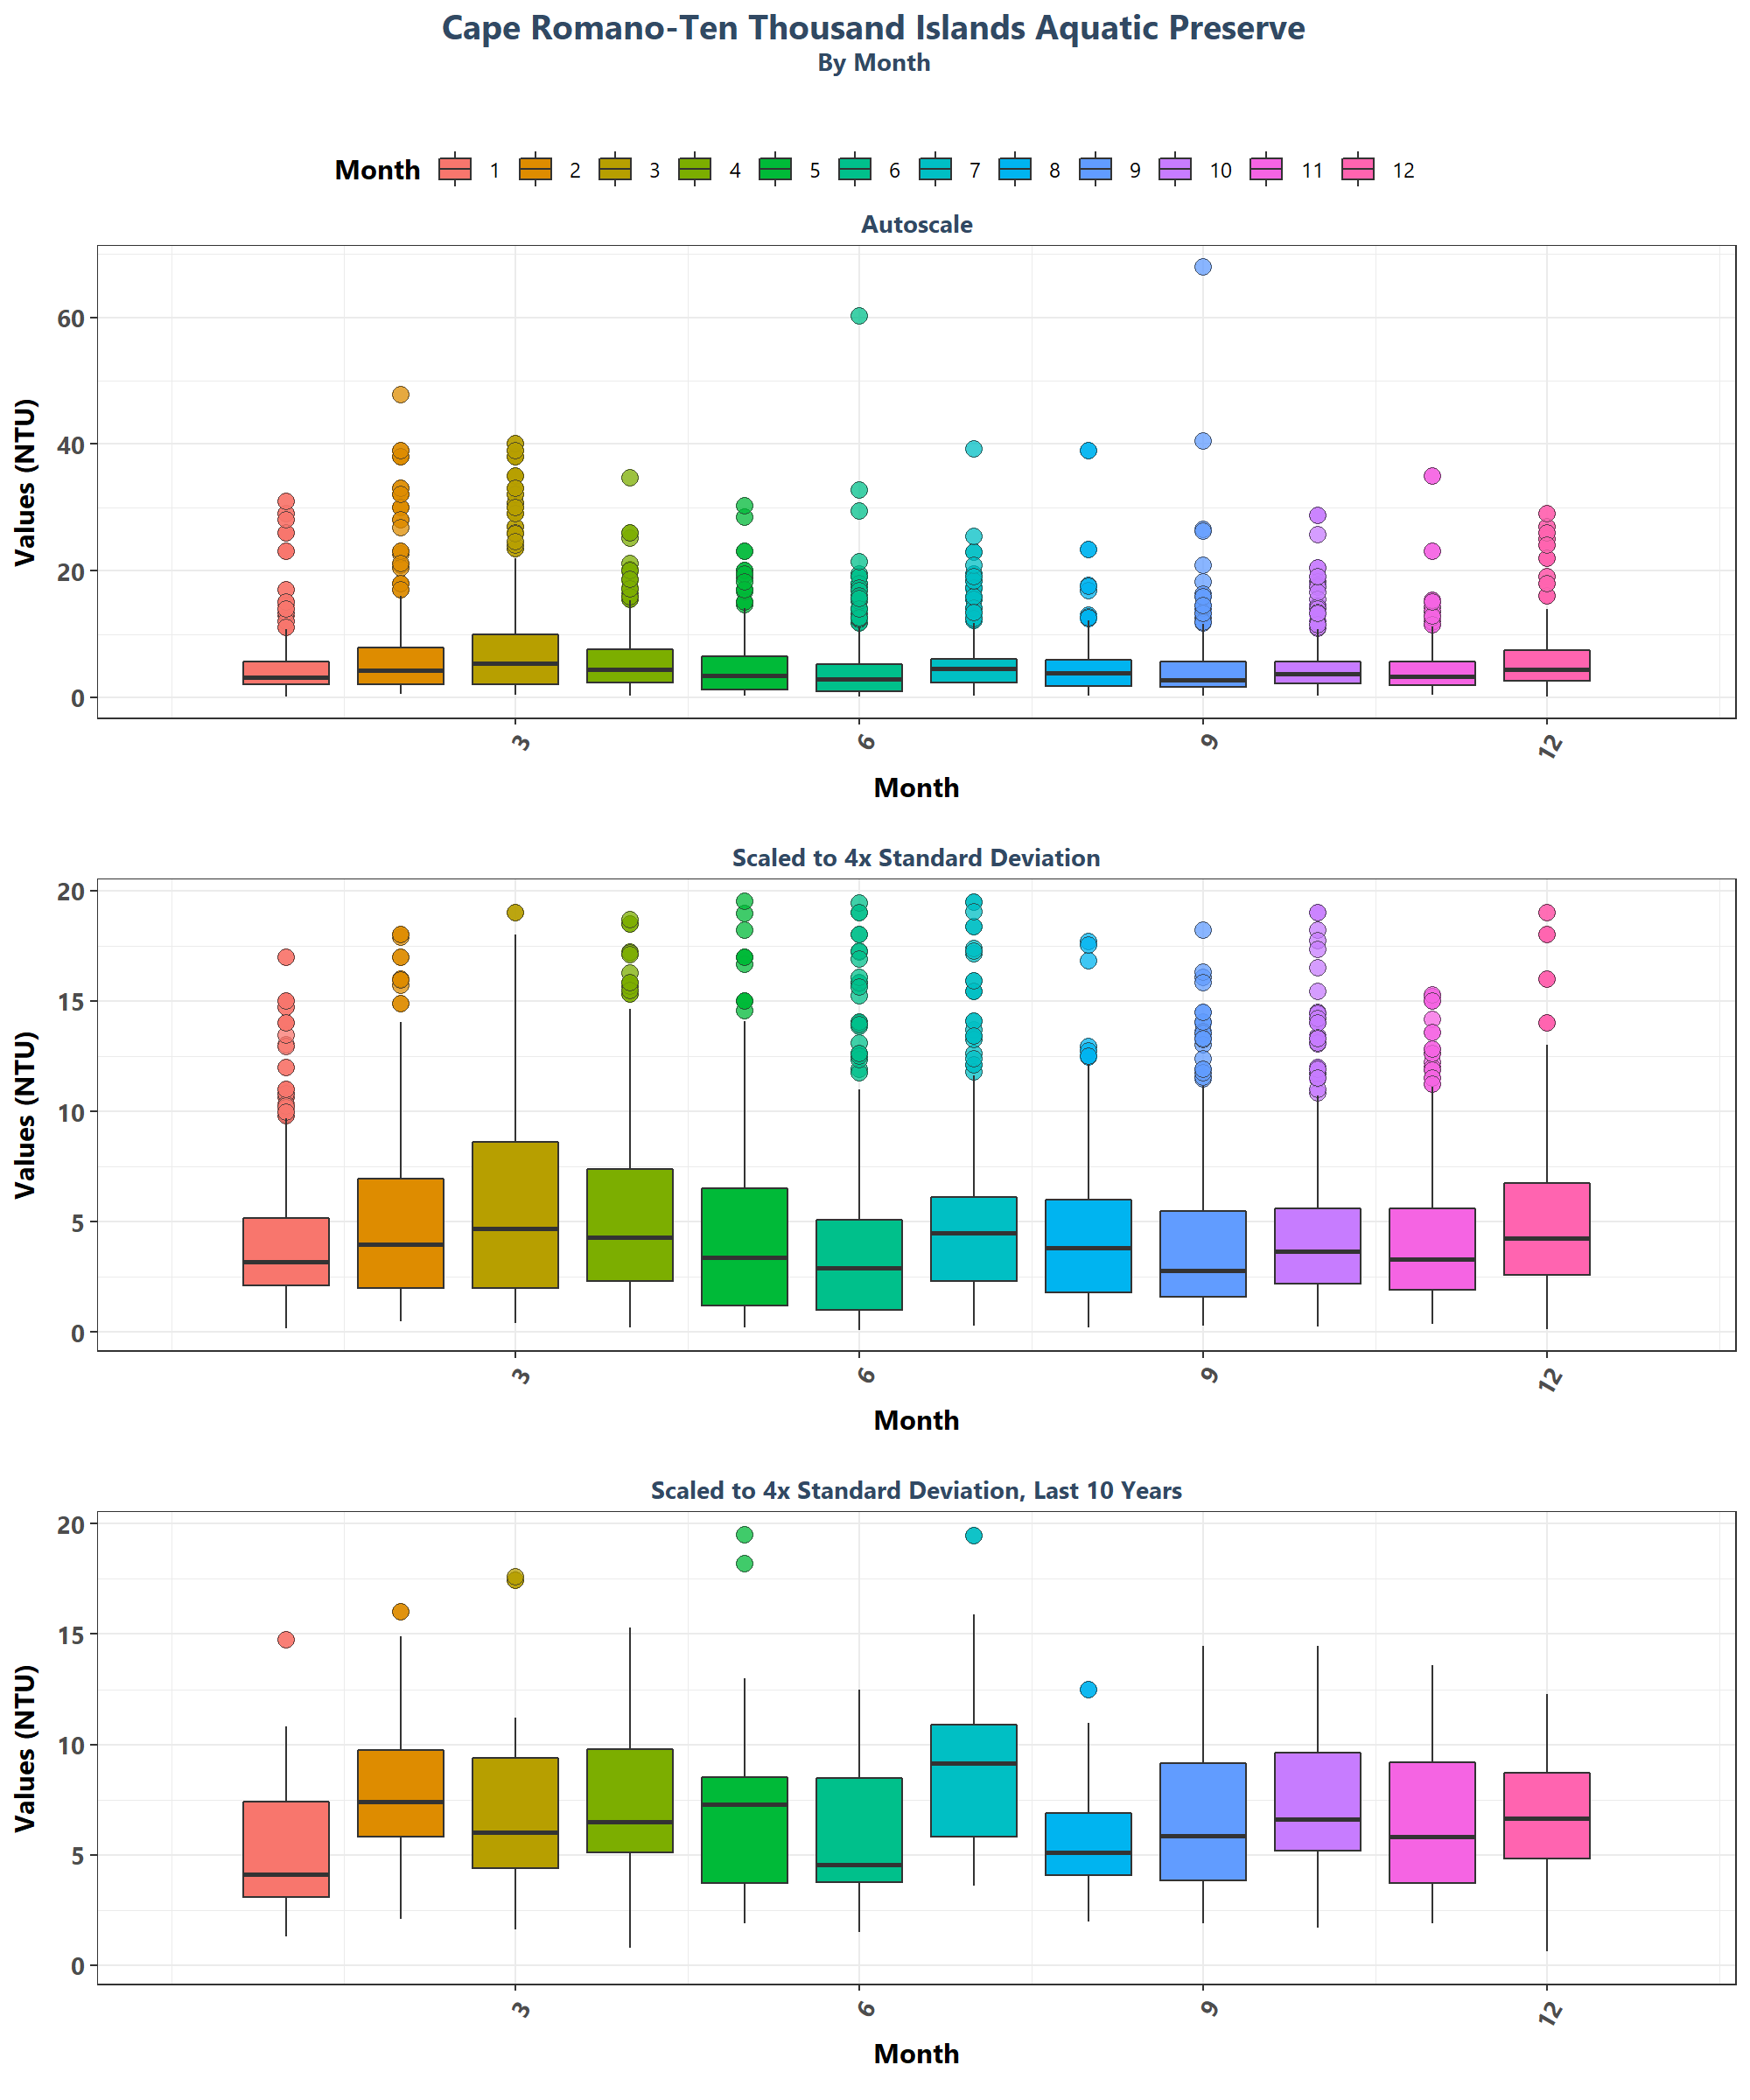 Cape Romano-Ten Thousand Islands Aquatic Preserve
By Month
Month 1 2 3 4 5 6 7 8 9 10 11 12
Autoscale
Values (NTU)
60
40
20
0
3 6 9 12
Month
Scaled to 4x Standard Deviation
Values (NTU)
20
15
10
5
0
3 6 9 12
Month
Scaled to 4x Standard Deviation, Last 10 Years
Values (NTU)
20
15
10
5
0
3 6 9 12
Month